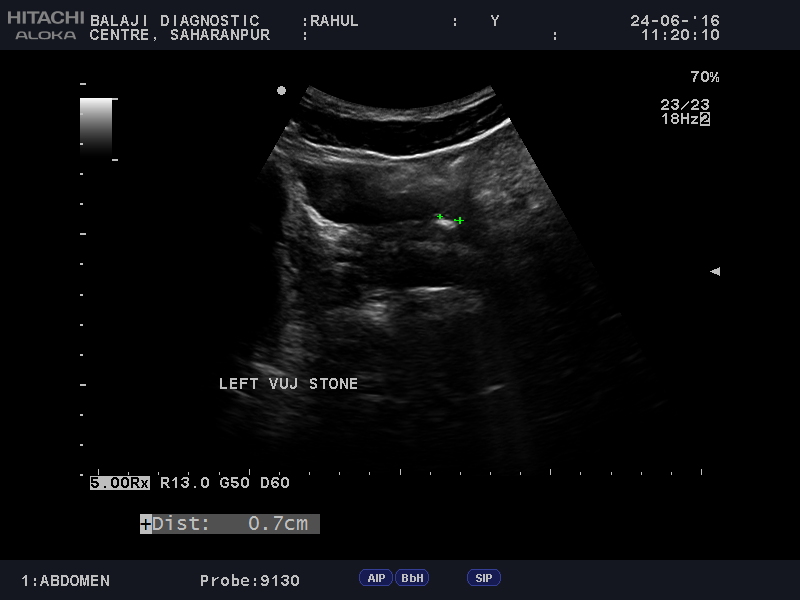 HITACHI BALAJI DIAGNOSTIC :RAHUL : Y 24-06-'16
ALOKA CENTRE, SAHARANPUR : : 11:20:10
70%
23/23
18Hz2
LEFT VUJ STONE
5.00Rx R13.0 G50 D60
+Dist: 0.7cm
1:ABDOMEN Probe:9130 AIP BbH SIP